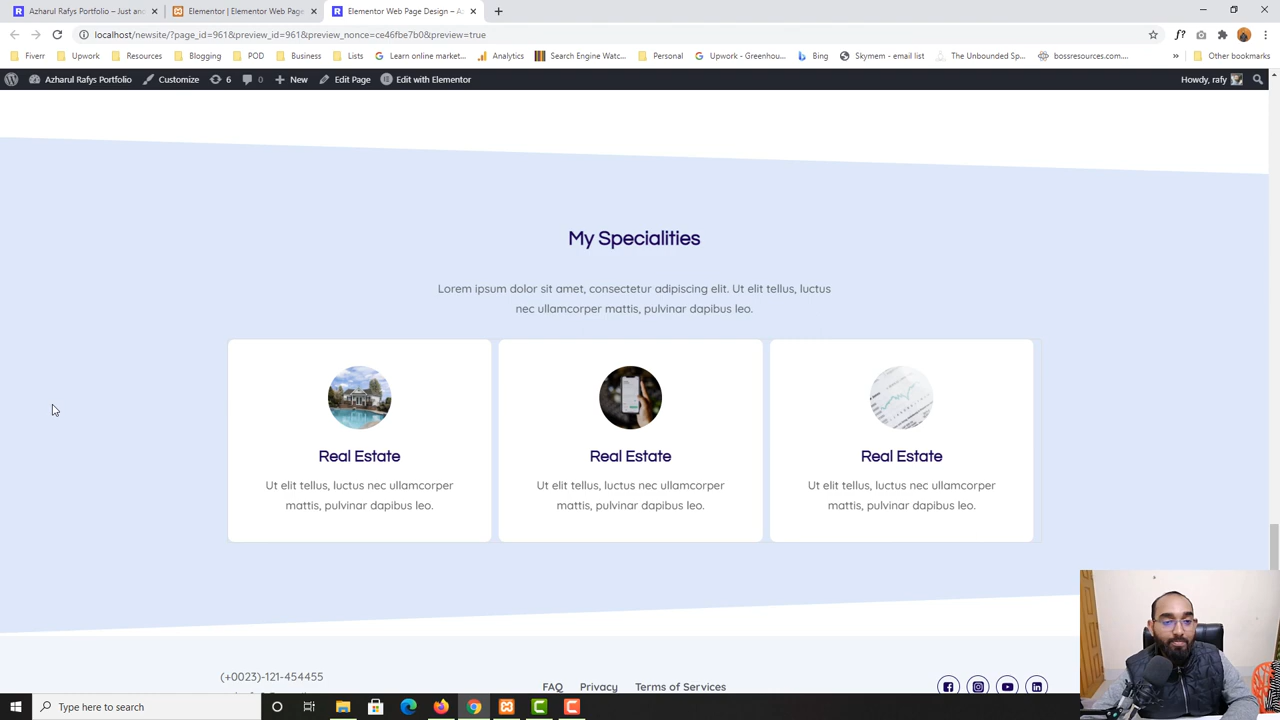 Azharul Rafys Portfolio – Just and
Elementor | Elementor Web Page
Elementor Web Page Design – A
localhost/newsite/?page_id=961&preview_id=961&preview_nonce=ce46fbe7b0&preview=true
Fiverr
Upwork
Resources
Blogging
POD
Business
Lists
Learn online market...
Analytics
Search Engine Watc...
Personal
Upwork - Greenhou...
Bing
Skymem - email list
The Unbounded Sp...
bossresources.com...
Other bookmarks
Azharul Rafys Portfolio
Customize
6
0
New
Edit Page
Edit with Elementor
Howdy, rafy
My Specialities
Lorem ipsum dolor sit amet, consectetur adipiscing elit. Ut elit tellus, luctus
nec ullamcorper mattis, pulvinar dapibus leo.
Real Estate
Ut elit tellus, luctus nec ullamcorper
mattis, pulvinar dapibus leo.
Real Estate
Ut elit tellus, luctus nec ullamcorper
mattis, pulvinar dapibus leo.
Real Estate
Ut elit tellus, luctus nec ullamcorper
mattis, pulvinar dapibus leo.
(+0023)-121-454455
FAQ
Privacy
Terms of Services
Type here to search